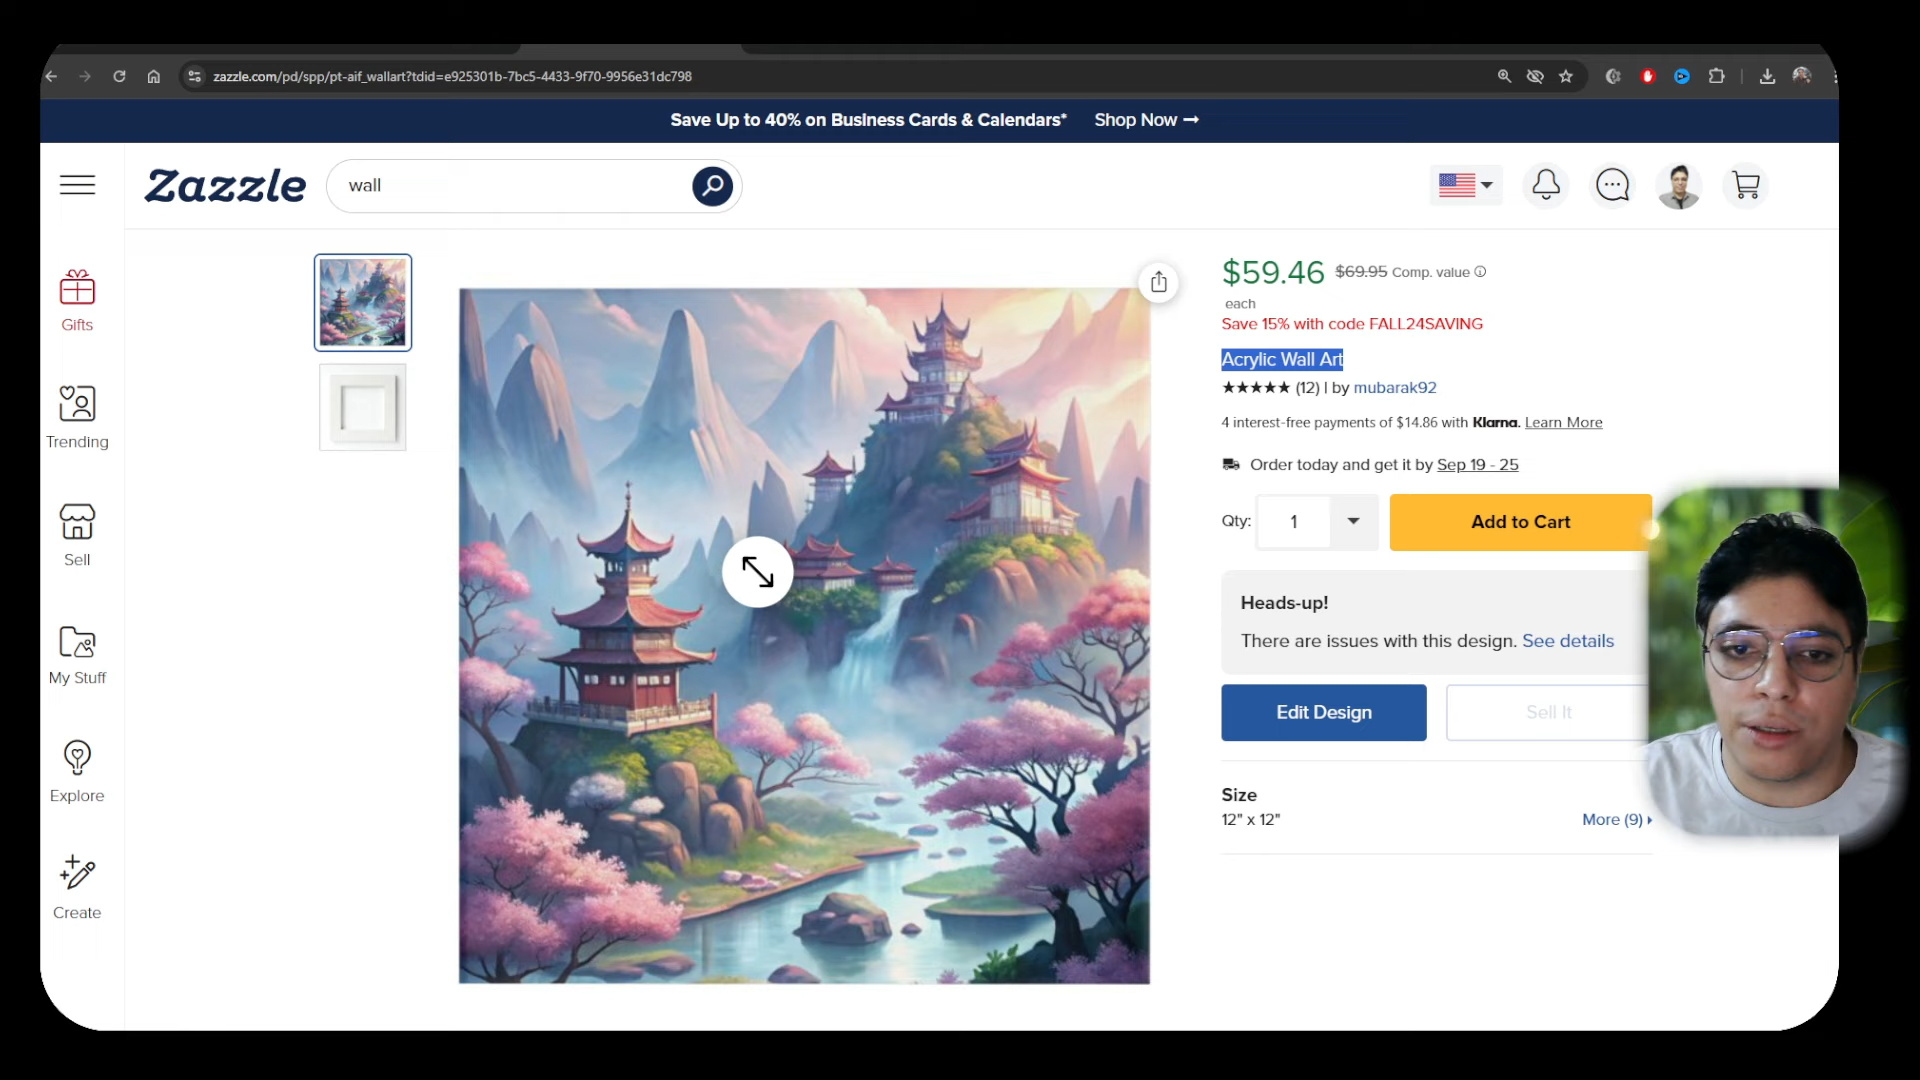 zazzle.com/pd/spp/pt-aif_wallart?tdid=e925301b-7bc5-4433-9f70-9956e31dc798
Save Up to 40% on Business Cards & Calendars* Shop Now →
Zazzle
wall
Gifts
Trending
Sell
My Stuff
Explore
Create
$59.46 $69.95 Comp. value
each
Save 15% with code FALL24SAVING
Acrylic Wall Art
★★★★★ (12) | by mubarak92
4 interest-free payments of $14.86 with Klarna. Learn More
Order today and get it by Sep 19 - 25
Qty: 1 Add to Cart
Heads-up!
There are issues with this design. See details
Edit Design Sell It
Size
12" x 12" More (9)